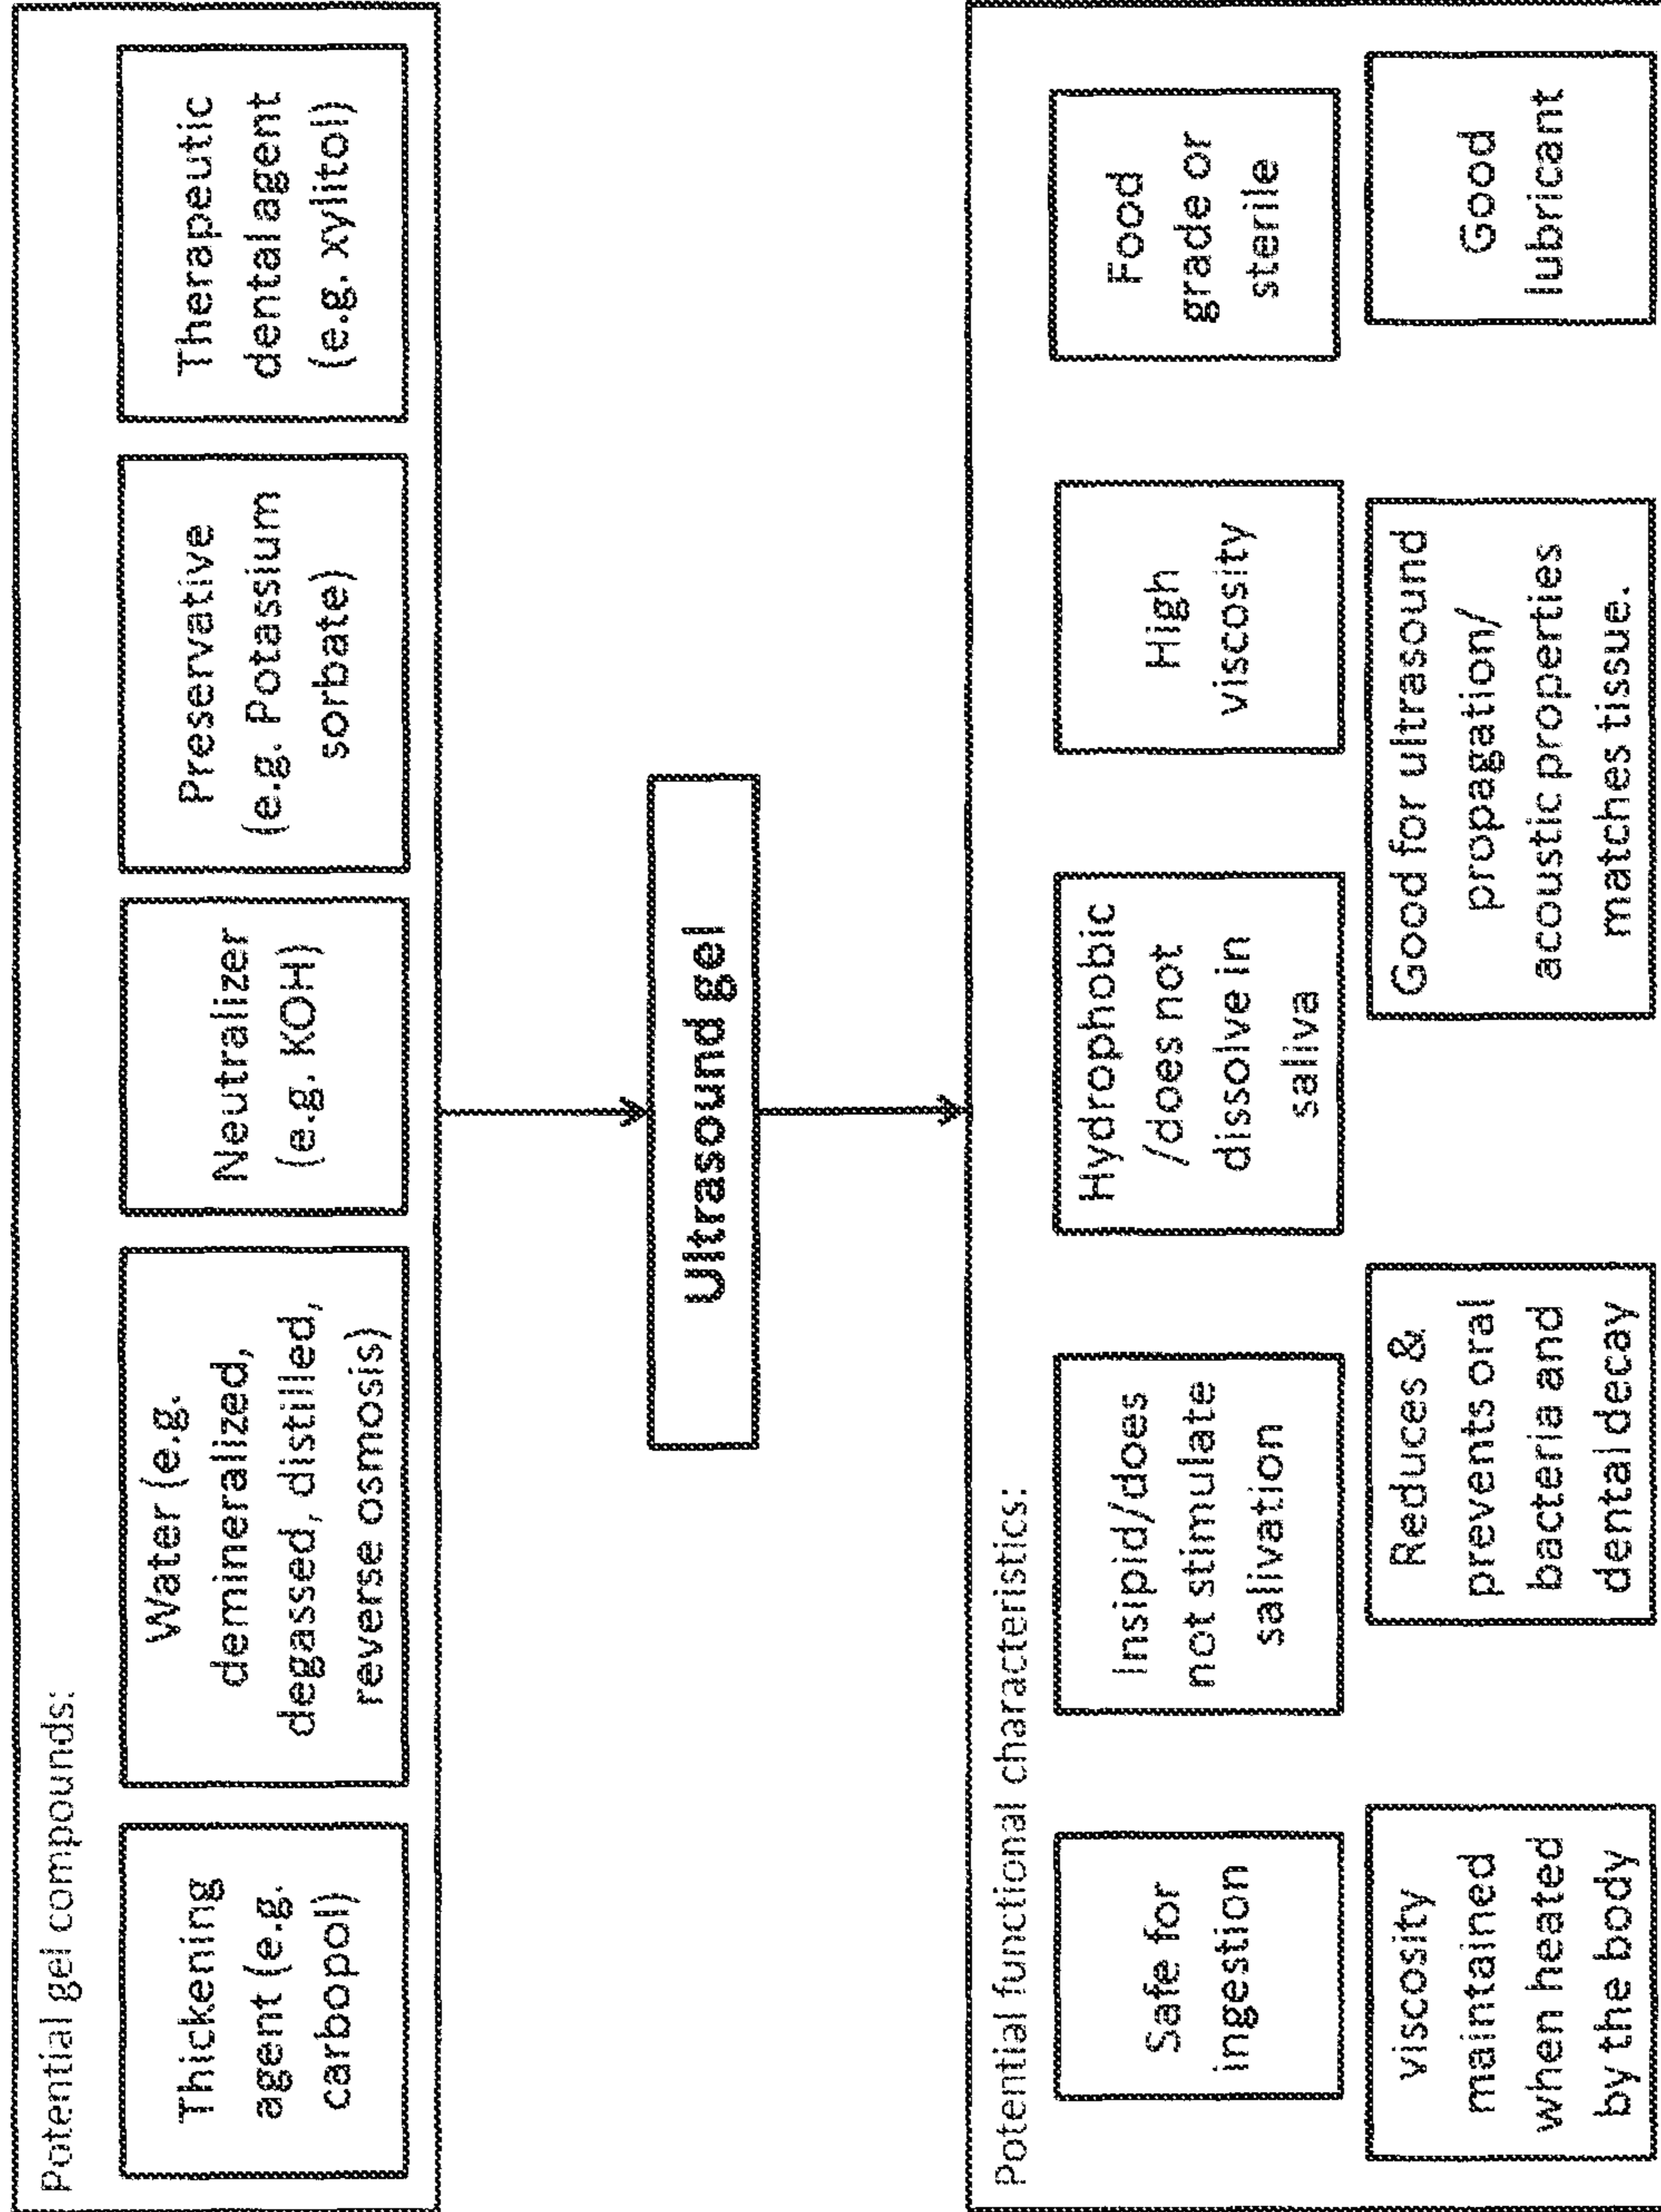 Potential gel compounds:
Thickening
agent (e.g.
carbopol)
Water (e.g.
demineralized,
degassed, distilled,
reverse osmosis)
Neutralizer
(e.g. KOH)
Preservative
(e.g. Potassium
sorbate)
Therapeutic
dental agent
(e.g. xylitol)
Ultrasound gel
Potential functional characteristics:
Safe for
ingestion
Insipid/does
not stimulate
salivation
Hydrophobic
/does not
dissolve in
saliva
High
viscosity
Food
grade or
sterile
viscosity
maintained
when heated
by the body
Reduces &
prevents oral
bacteria and
dental decay
Good for ultrasound
propagation/
acoustic properties
matches tissue.
Good
lubricant